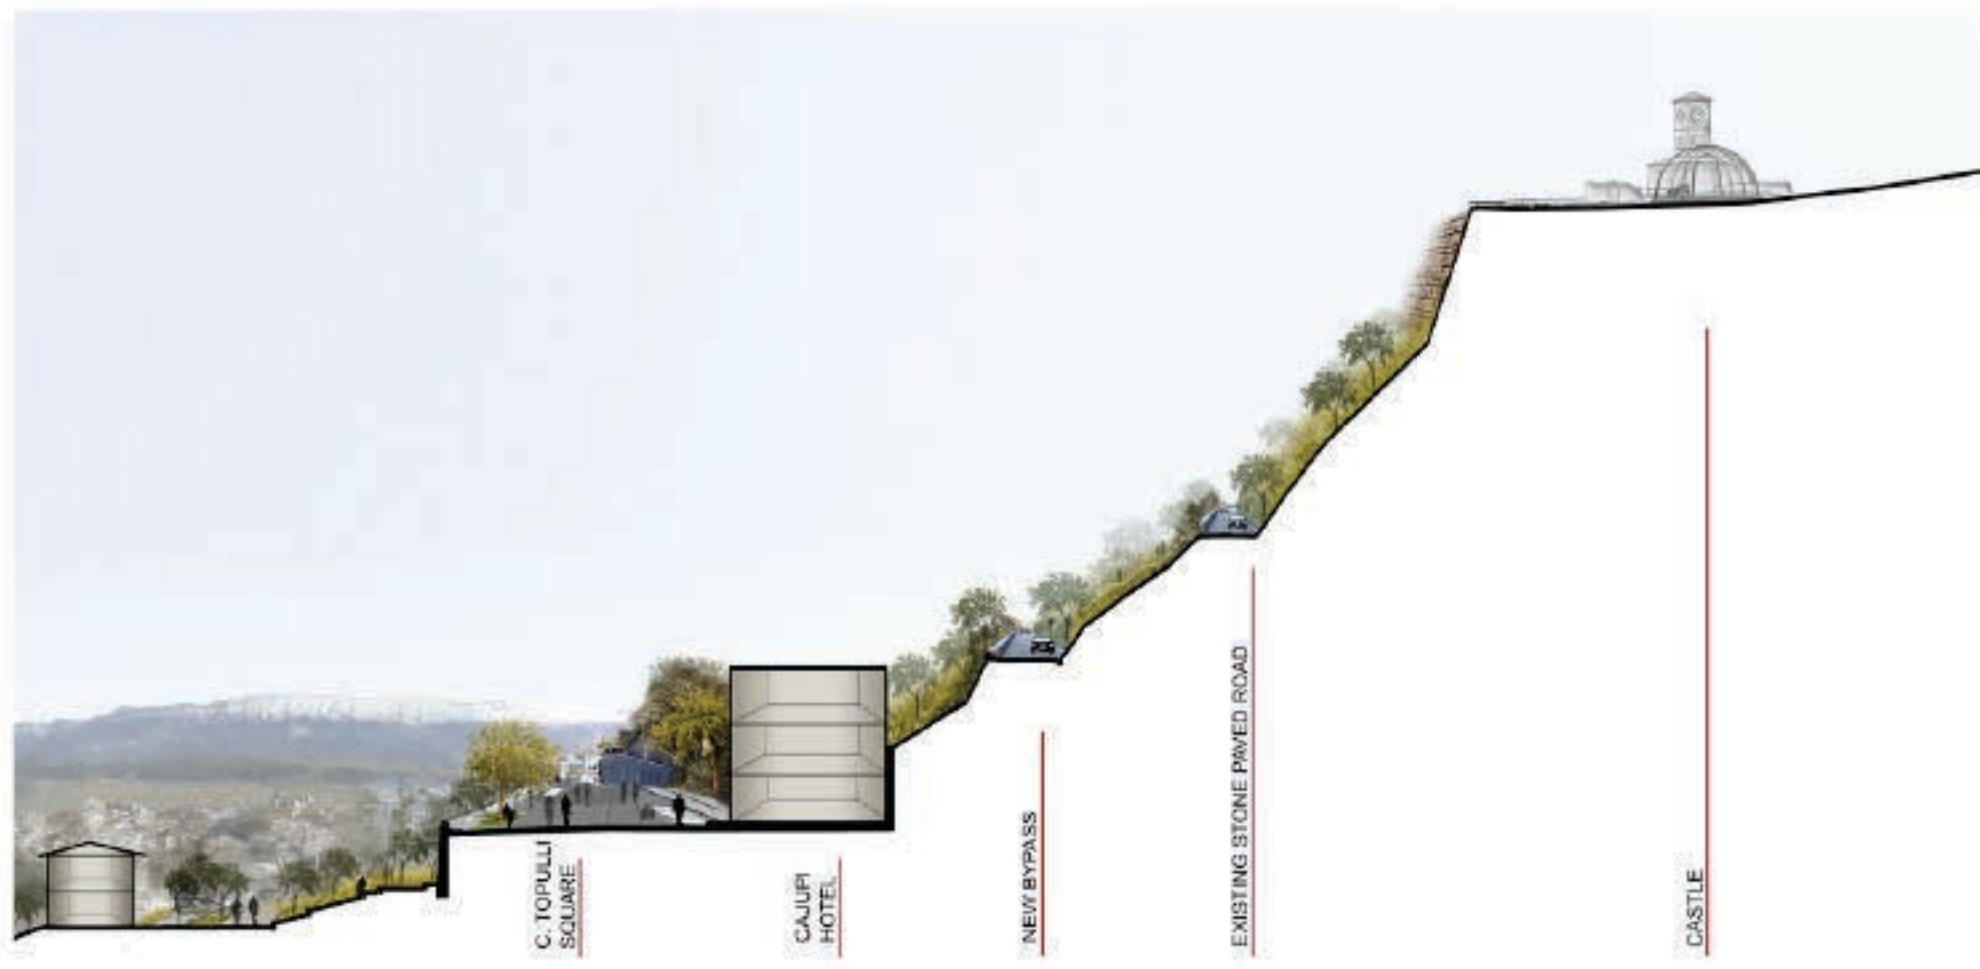 C. TOPULLI
SQUARE
CAJUPI
HOTEL
NEW BYPASS
EXISTING STONE PAVED ROAD
CASTLE